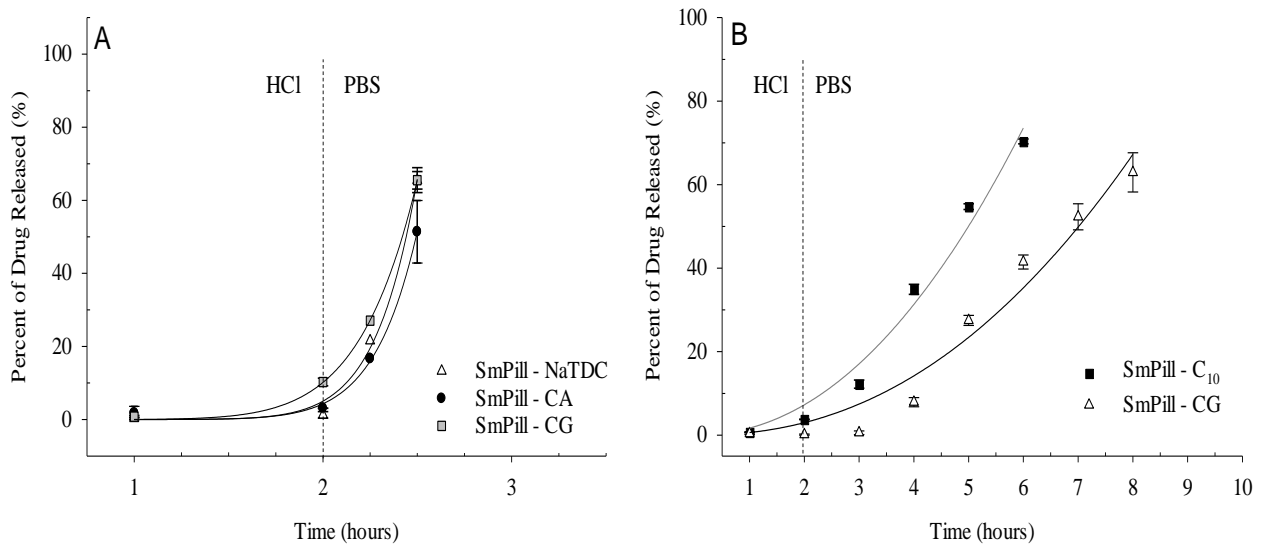 A
HCl PBS
100
80
60
40
20
0
Percent of Drug Released (%)
SmPill - NaTDC
SmPill - CA
SmPill - CG
1 2 3
Time (hours)
B
HCl PBS
100
80
60
40
20
0
Percent of Drug Released (%)
SmPill - C₁₀
SmPill - CG
1 2 3 4 5 6 7 8 9 10
Time (hours)